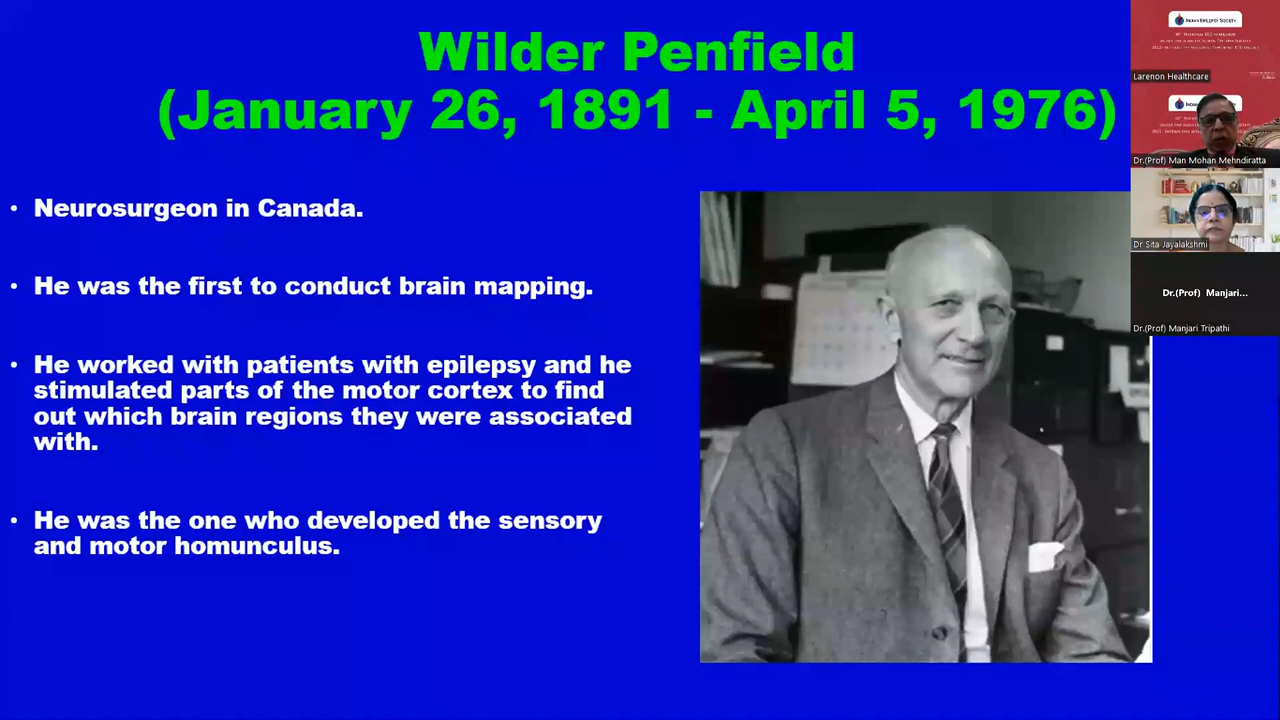 Wilder Penfield
(January 26, 1891 - April 5, 1976)
• Neurosurgeon in Canada.
• He was the first to conduct brain mapping.
• He worked with patients with epilepsy and he
stimulated parts of the motor cortex to find
out which brain regions they were associated
with.
• He was the one who developed the sensory
and motor homunculus.
INDIAN EPILEPSY SOCIETY
Larenon Healthcare
Dr.(Prof) Man Mohan Mehndiratta
Dr Sita Jayalakshmi
Dr.(Prof) Manjari...
Dr.(Prof) Manjari Tripathi